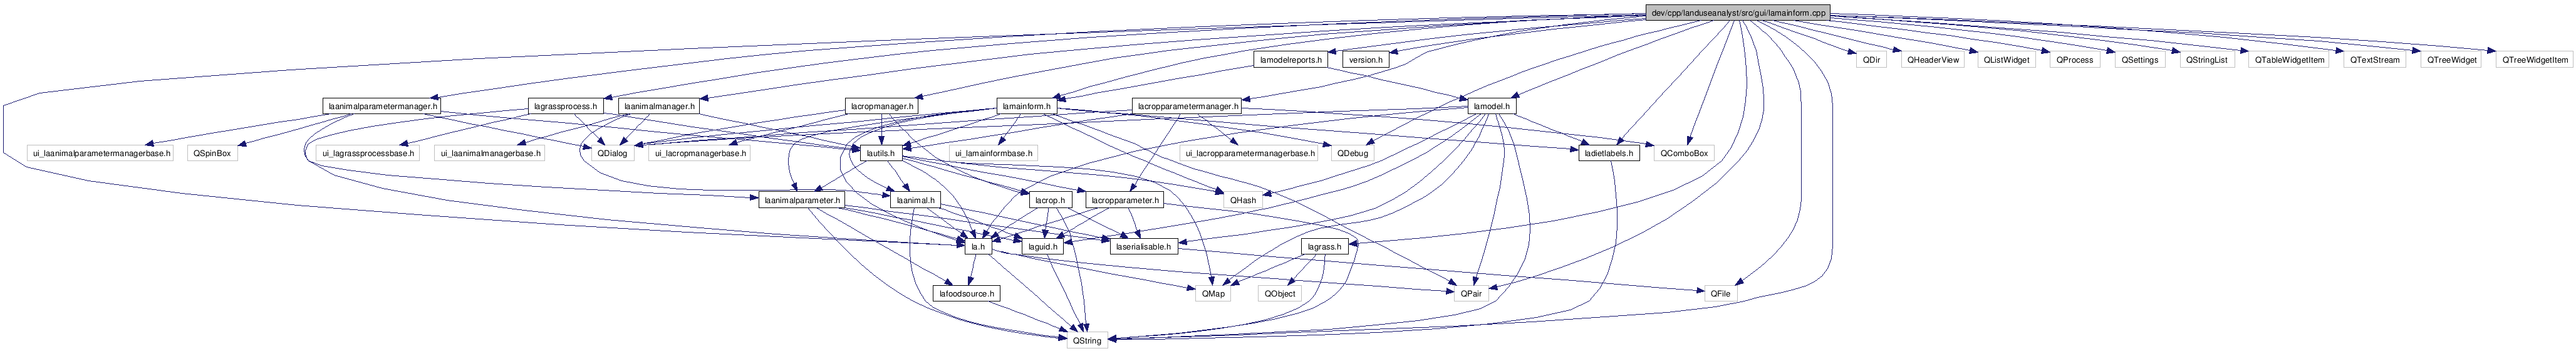 dev/cpp/landuseanalyst/src/gui/lamainform.cpp
lamodelreports.h
version.h
QDir
QHeaderView
QListWidget
QProcess
QSettings
QStringList
QTableWidgetItem
QTextStream
QTreeWidget
QTreeWidgetItem
laanimalparametermanager.h
lagrassprocess.h
laanimalmanager.h
lacropmanager.h
lamainform.h
lacropparametermanager.h
lamodel.h
ui_laanimalparametermanagerbase.h
QSpinBox
ui_lagrassprocessbase.h
ui_laanimalmanagerbase.h
QDialog
ui_lacropmanagerbase.h
lautils.h
ui_lamainformbase.h
ui_lacropparametermanagerbase.h
QDebug
ladietlabels.h
QComboBox
laanimalparameter.h
laanimal.h
lacrop.h
lacropparameter.h
QHash
la.h
laguid.h
laserialisable.h
lagrass.h
lafoodsource.h
QMap
QObject
QPair
QFile
QString